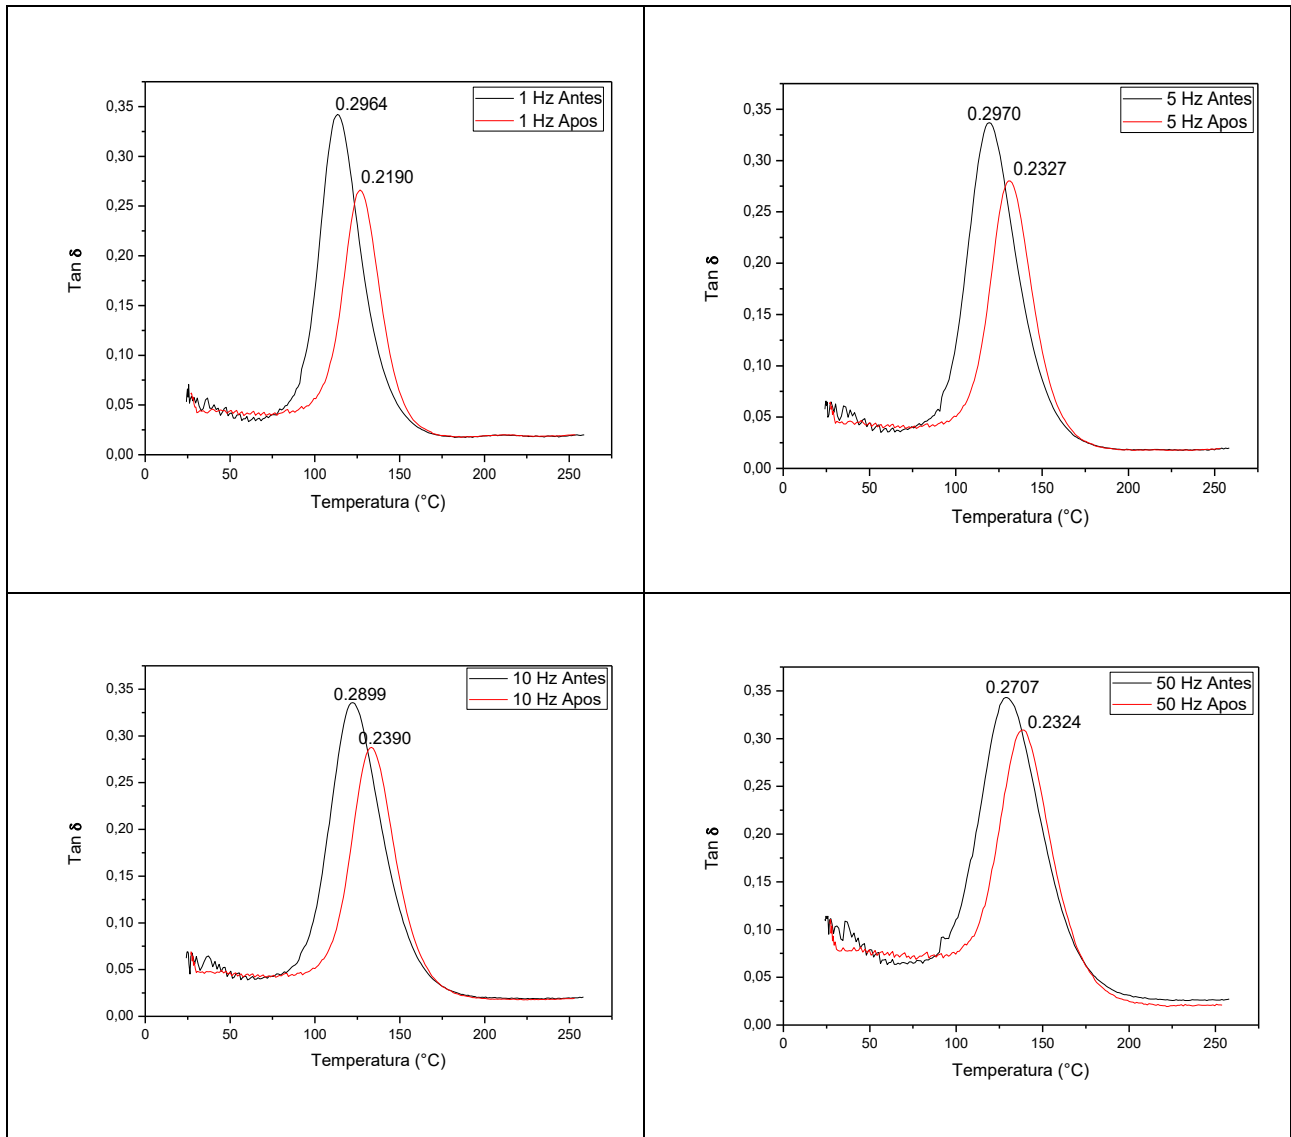 1 Hz Antes
1 Hz Apos
0.2964
0.2190
0,35
0,30
0,25
0,20
0,15
0,10
0,05
0,00
Tan δ
0 50 100 150 200 250
Temperatura (°C)
5 Hz Antes
5 Hz Apos
0.2970
0.2327
0,35
0,30
0,25
0,20
0,15
0,10
0,05
0,00
Tan δ
0 50 100 150 200 250
Temperatura (°C)
10 Hz Antes
10 Hz Apos
0.2899
0.2390
0,35
0,30
0,25
0,20
0,15
0,10
0,05
0,00
Tan δ
0 50 100 150 200 250
Temperatura (°C)
50 Hz Antes
50 Hz Apos
0.2707
0.2324
0,35
0,30
0,25
0,20
0,15
0,10
0,05
0,00
Tan δ
0 50 100 150 200 250
Temperatura (°C)